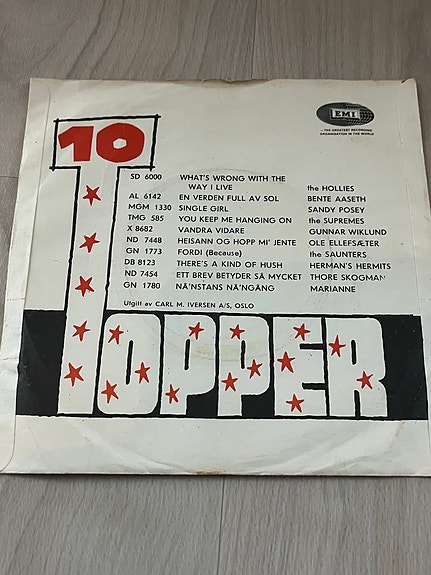 EMI
– THE GREATEST RECORDING
ORGANISATION IN THE WORLD
10
TOPPER
SD 6000 WHAT'S WRONG WITH THE
WAY I LIVE the HOLLIES
AL 6142 EN VERDEN FULL AV SOL BENTE AASETH
MGM 1330 SINGLE GIRL SANDY POSEY
TMG 585 YOU KEEP ME HANGING ON the SUPREMES
X 8682 VANDRA VIDARE GUNNAR WIKLUND
ND 7448 HEISANN OG HOPP MI' JENTE OLE ELLEFSÆTER
GN 1773 FORDI (Because) the SAUNTERS
DB 8123 THERE'S A KIND OF HUSH HERMAN'S HERMITS
ND 7454 ETT BREV BETYDER SÅ MYCKET THORE SKOGMAN
GN 1780 NÅ'NSTANS NÅ'NGÅNG MARIANNE
Utgitt av CARL M. IVERSEN A/S, OSLO